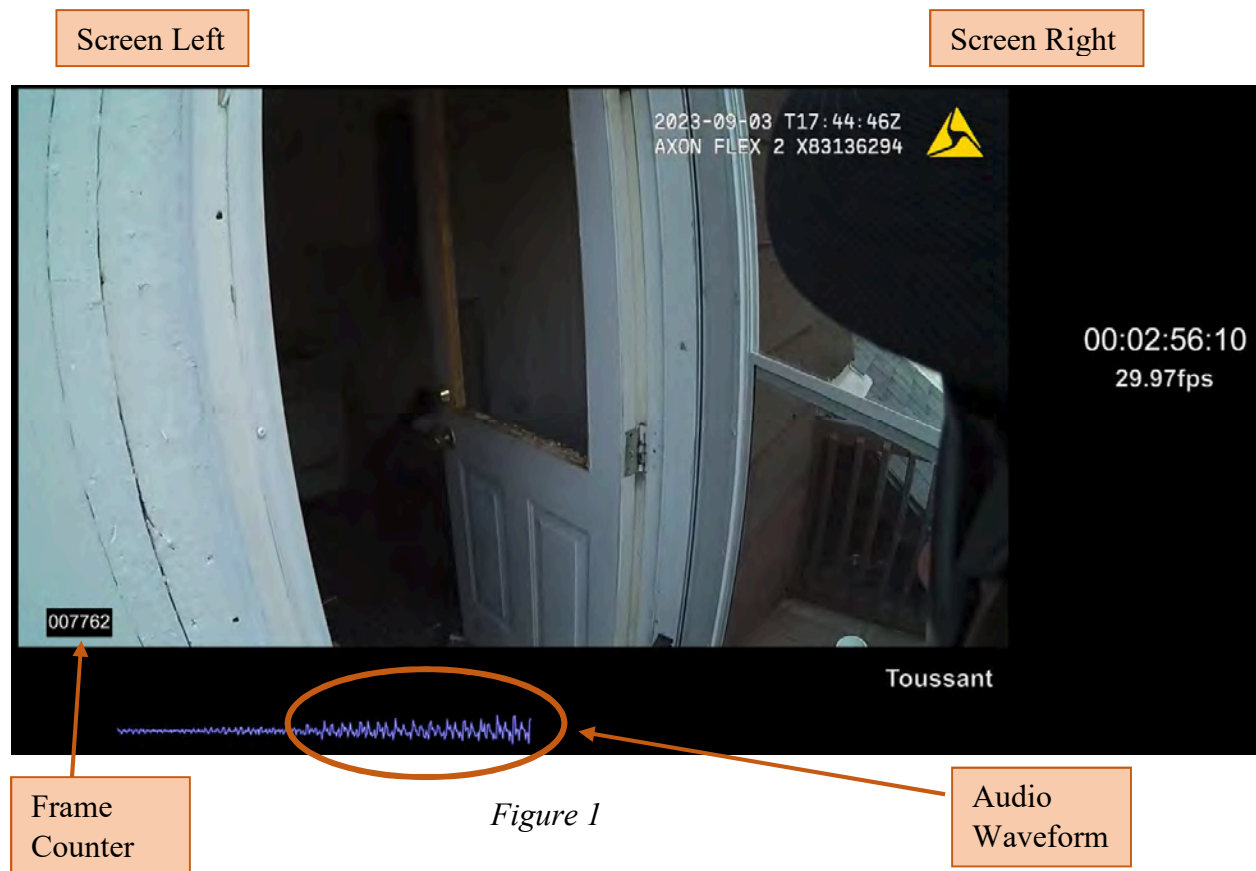 Screen Left
Screen Right
2023-09-03 T17:44:46Z
AXON FLEX 2 X83136294
00:02:56:10
29.97fps
007762
Toussant
Frame
Counter
Figure 1
Audio
Waveform